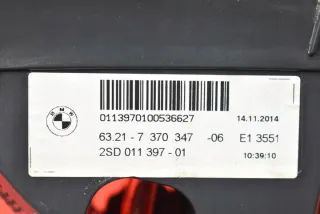 BMW
0113970100536627 14.11.2014
63.21-7 370 347 -06 E1 3551
2SD 011 397 - 01 10:39:10